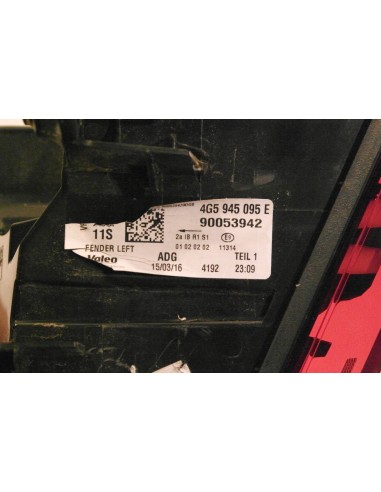 4G5 945 095 E
90053942
11S
2a IB R1 S1
01 02 02 02 11314
FENDER LEFT
Valeo
ADG TEIL 1
15/03/16 4192 23:09